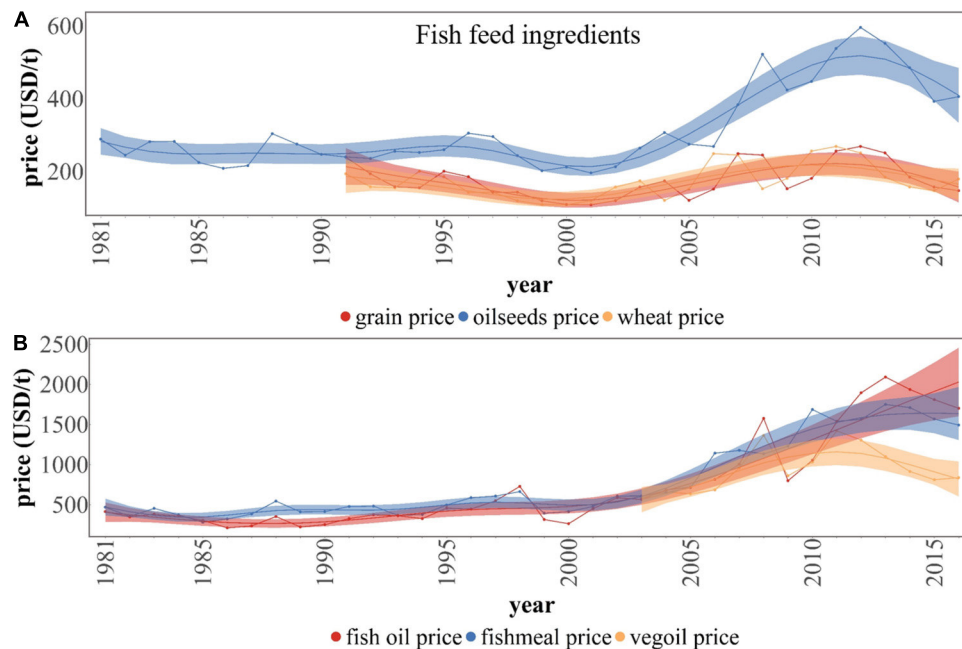 A
Fish feed ingredients
price (USD/t)
600
400
200
1981
1985
1990
1995
2000
2005
2010
2015
year
grain price oilseeds price wheat price
B
price (USD/t)
2500
2000
1500
1000
500
1981
1985
1990
1995
2000
2005
2010
2015
year
fish oil price fishmeal price vegoil price